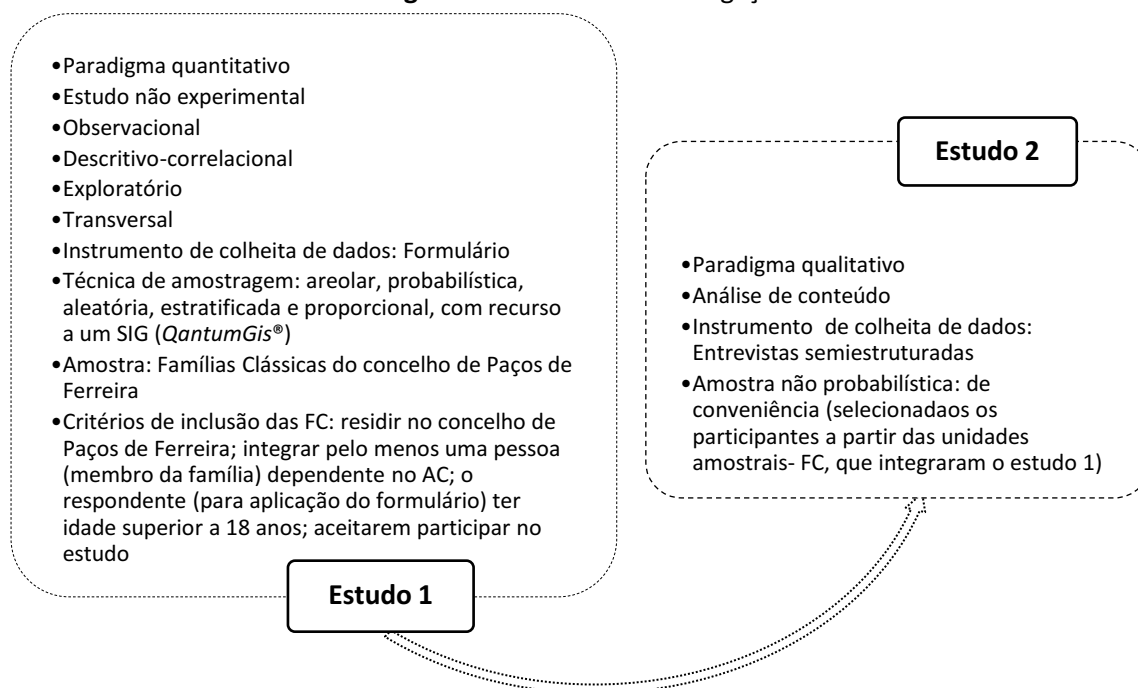 •Paradigma quantitativo
•Estudo não experimental
•Observacional
•Descritivo-correlacional
•Exploratório
•Transversal
•Instrumento de colheita de dados: Formulário
•Técnica de amostragem: areolar, probabilística,
aleatória, estratificada e proporcional, com recurso
a um SIG (QantumGis®)
•Amostra: Famílias Clássicas do concelho de Paços de
Ferreira
•Critérios de inclusão das FC: residir no concelho de
Paços de Ferreira; integrar pelo menos uma pessoa
(membro da família) dependente no AC; o
respondente (para aplicação do formulário) ter
idade superior a 18 anos; aceitarem participar no
estudo
Estudo 1
Estudo 2
•Paradigma qualitativo
•Análise de conteúdo
•Instrumento de colheita de dados:
Entrevistas semiestruturadas
•Amostra não probabilística: de
conveniência (selecionadaos os
participantes a partir das unidades
amostrais- FC, que integraram o estudo 1)